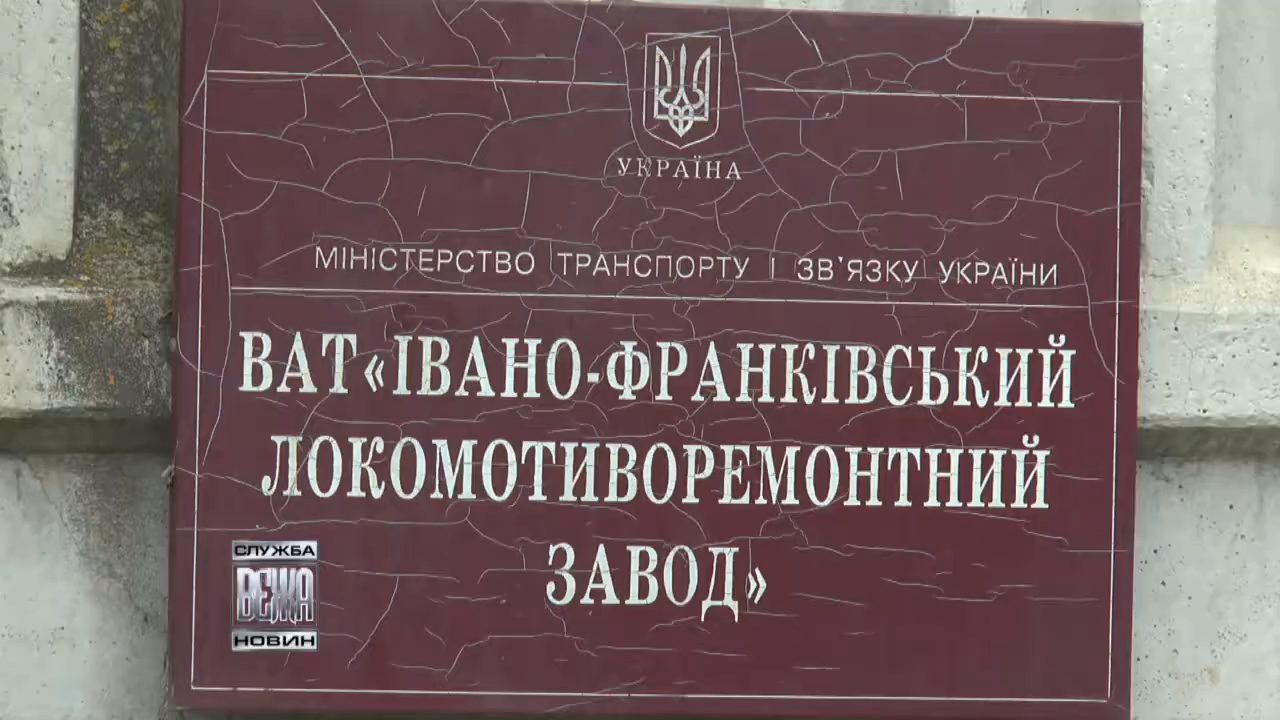 УКРАЇНА
МІНІСТЕРСТВО ТРАНСПОРТУ І ЗВ'ЯЗКУ УКРАЇНИ
ВАТ«ІВАНО-ФРАНКІВСЬКИЙ
ЛОКОМОТИВОРЕМОНТНИЙ
ЗАВОД»
СЛУЖБА
ВЕЖА
НОВИН